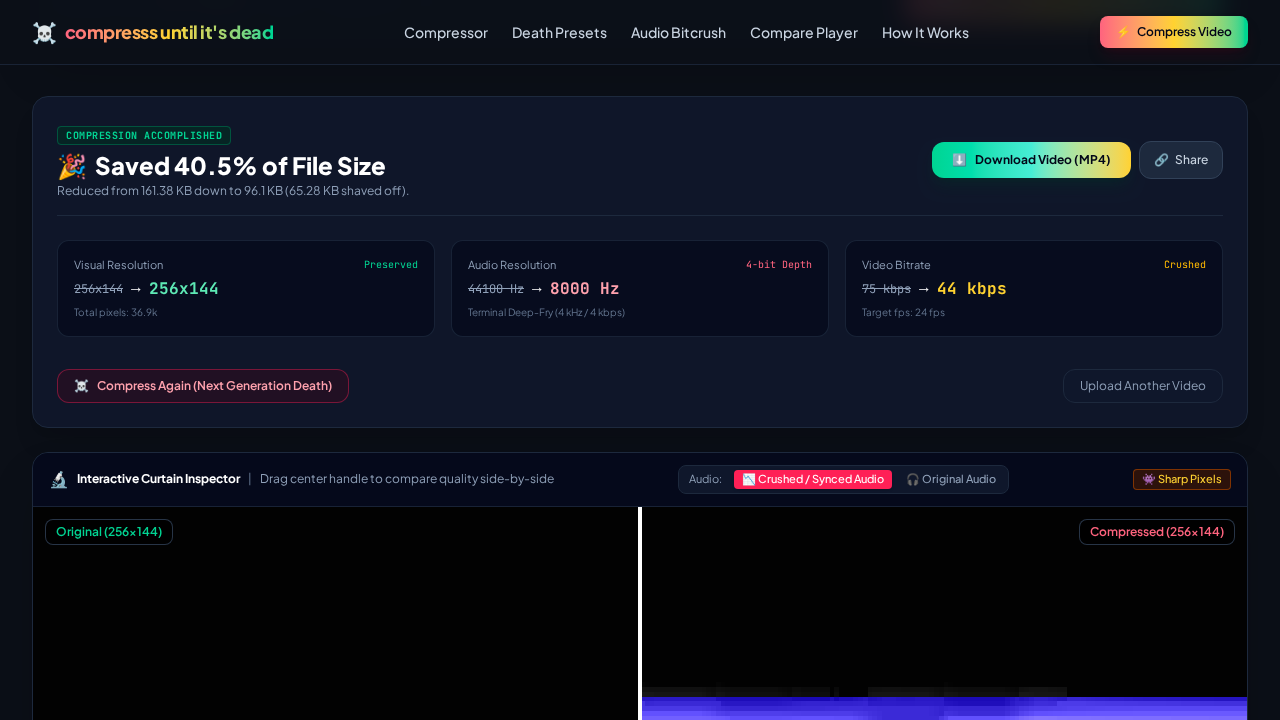 ☠️ compresss until it's dead
Compressor Death Presets Audio Bitcrush Compare Player How It Works
⚡ Compress Video
COMPRESSION ACCOMPLISHED
🎉 Saved 40.5% of File Size
Reduced from 161.38 KB down to 96.1 KB (65.28 KB shaved off).
⬇️ Download Video (MP4)
🔗 Share
Visual Resolution Preserved
256x144 → 256x144
Total pixels: 36.9k
Audio Resolution 4-bit Depth
44100 Hz → 8000 Hz
Terminal Deep-Fry (4 kHz / 4 kbps)
Video Bitrate Crushed
75 kbps → 44 kbps
Target fps: 24 fps
☠️ Compress Again (Next Generation Death)
Upload Another Video
🔬 Interactive Curtain Inspector | Drag center handle to compare quality side-by-side
Audio: 📉 Crushed / Synced Audio 🎧 Original Audio
👾 Sharp Pixels
Original (256×144)
Compressed (256×144)